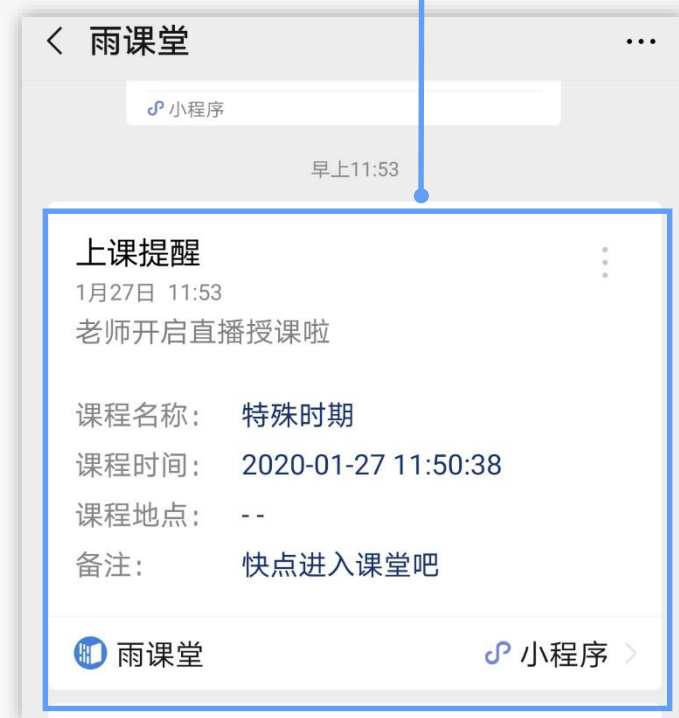 雨课堂
小程序
早上11:53
上课提醒
1月27日 11:53
老师开启直播授课啦
课程名称: 特殊时期
课程时间: 2020-01-27 11:50:38
课程地点: - -
备注: 快点进入课堂吧
雨课堂 小程序